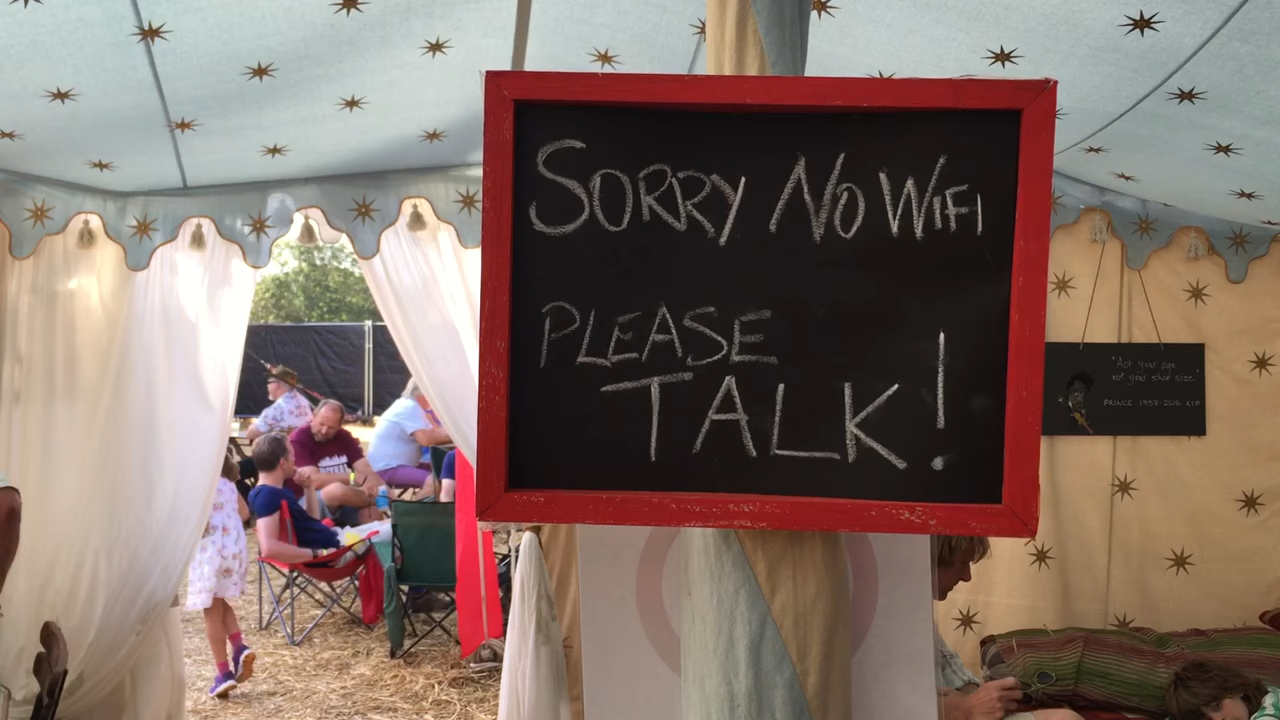 SORRY NO WIFI
PLEASE
TALK!
"Act your age
not your shoe size."
PRINCE 1958-2016 RIP